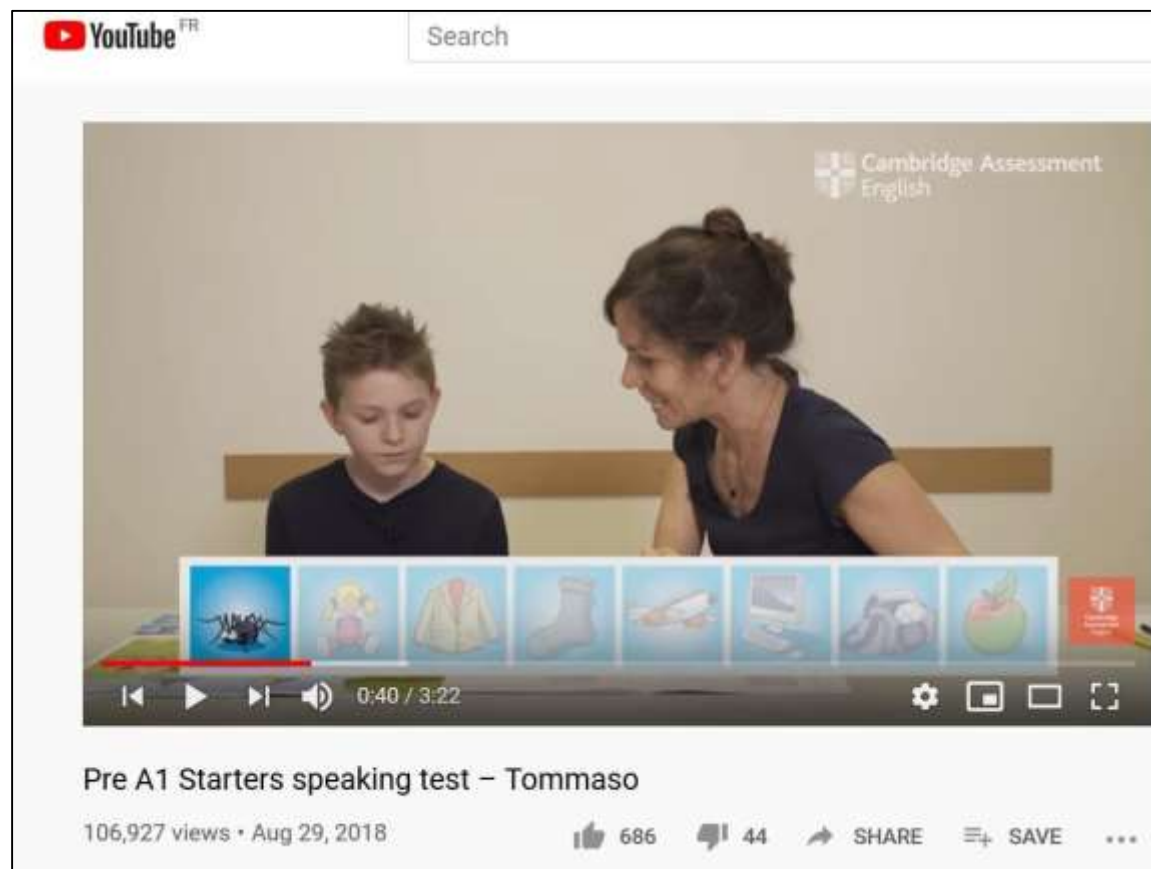 YouTube FR
Search
Cambridge Assessment
English
0:40 / 3:22
Pre A1 Starters speaking test – Tommaso
106,927 views • Aug 29, 2018
686
44
SHARE
SAVE